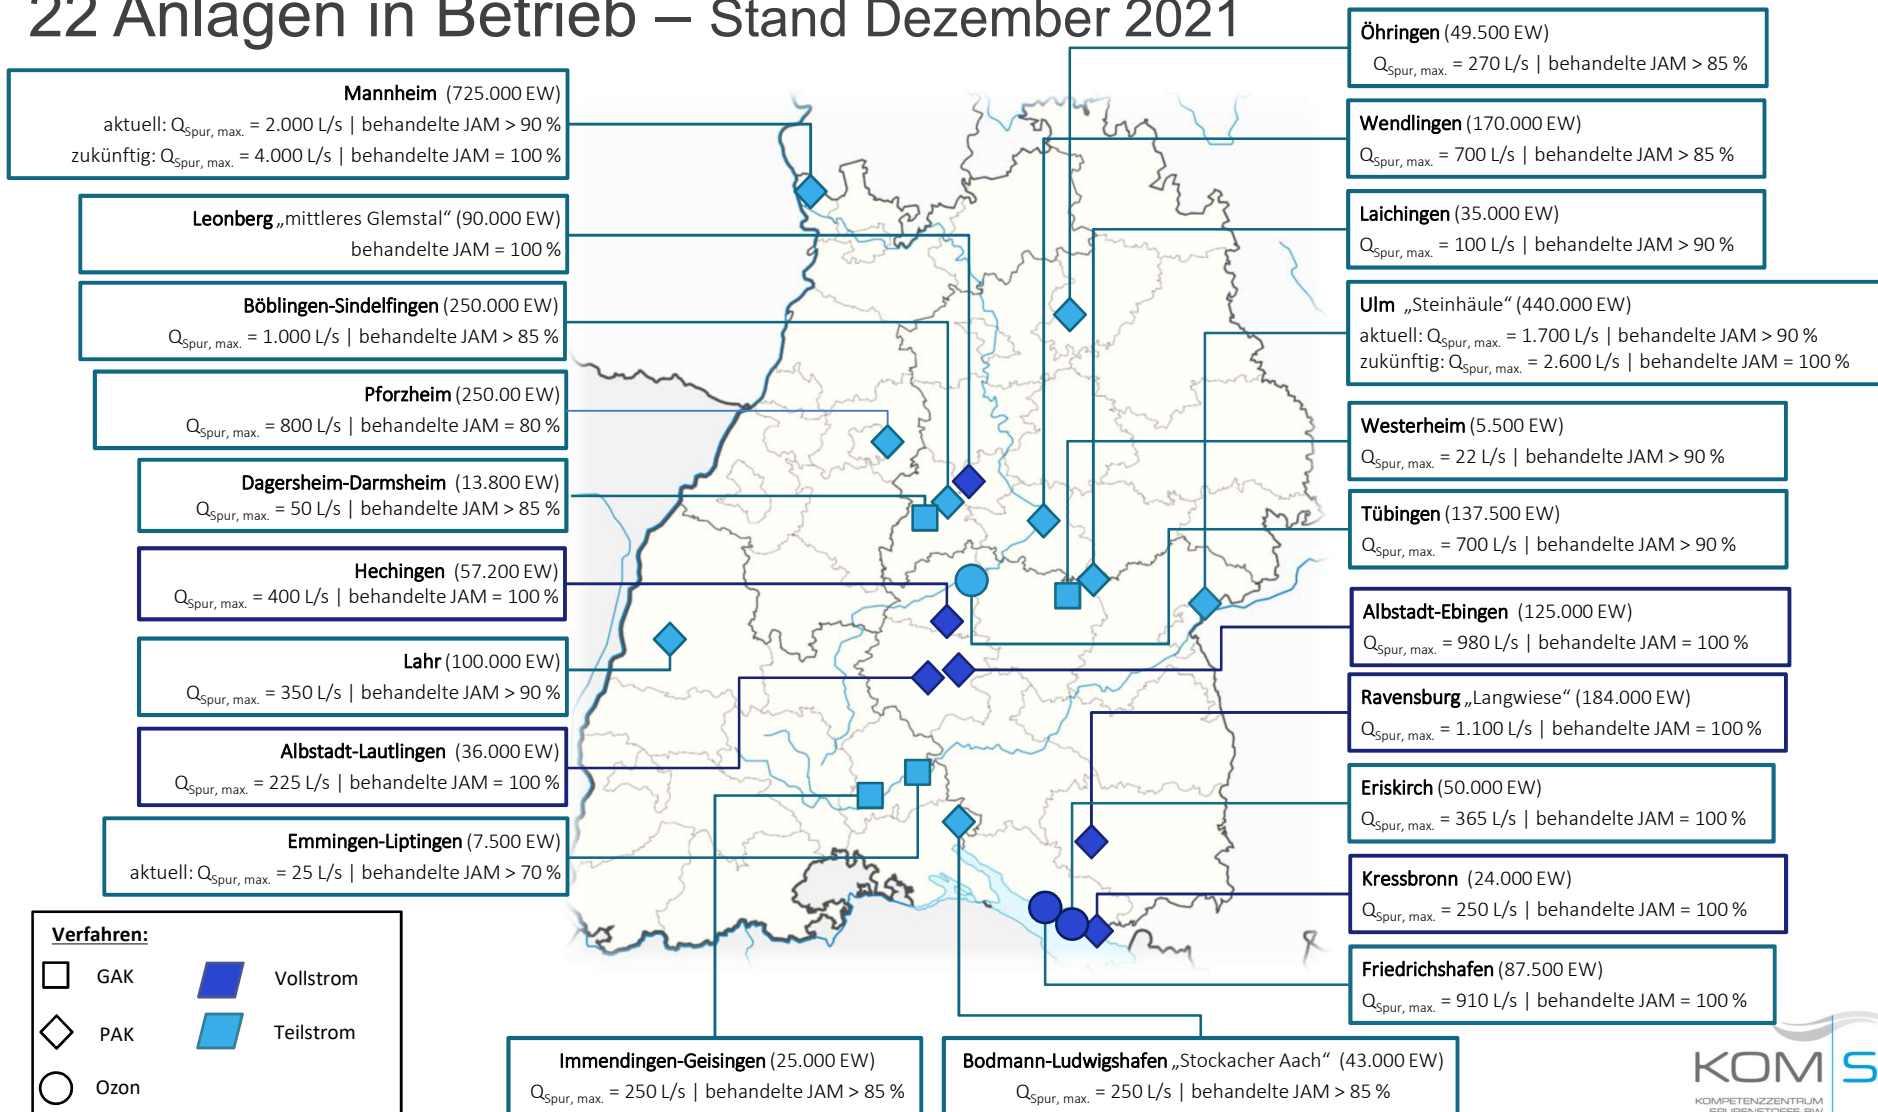 22 Anlagen in Betrieb – Stand Dezember 2021
Mannheim (725.000 EW)
aktuell: QSpur, max. = 2.000 L/s | behandelte JAM > 90 %
zukünftig: QSpur, max. = 4.000 L/s | behandelte JAM = 100 %
Leonberg „mittleres Glemstal“ (90.000 EW)
behandelte JAM = 100 %
Böblingen-Sindelfingen (250.000 EW)
QSpur, max. = 1.000 L/s | behandelte JAM > 85 %
Pforzheim (250.00 EW)
QSpur, max. = 800 L/s | behandelte JAM = 80 %
Dagersheim-Darmsheim (13.800 EW)
QSpur, max. = 50 L/s | behandelte JAM > 85 %
Hechingen (57.200 EW)
QSpur, max. = 400 L/s | behandelte JAM = 100 %
Lahr (100.000 EW)
QSpur, max. = 350 L/s | behandelte JAM > 90 %
Albstadt-Lautlingen (36.000 EW)
QSpur, max. = 225 L/s | behandelte JAM = 100 %
Emmingen-Liptingen (7.500 EW)
aktuell: QSpur, max. = 25 L/s | behandelte JAM > 70 %
Öhringen (49.500 EW)
QSpur, max. = 270 L/s | behandelte JAM > 85 %
Wendlingen (170.000 EW)
QSpur, max. = 700 L/s | behandelte JAM > 85 %
Laichingen (35.000 EW)
QSpur, max. = 100 L/s | behandelte JAM > 90 %
Ulm „Steinhäule“ (440.000 EW)
aktuell: QSpur, max. = 1.700 L/s | behandelte JAM > 90 %
zukünftig: QSpur, max. = 2.600 L/s | behandelte JAM = 100 %
Westerheim (5.500 EW)
QSpur, max. = 22 L/s | behandelte JAM > 90 %
Tübingen (137.500 EW)
QSpur, max. = 700 L/s | behandelte JAM > 90 %
Albstadt-Ebingen (125.000 EW)
QSpur, max. = 980 L/s | behandelte JAM = 100 %
Ravensburg „Langwiese“ (184.000 EW)
QSpur, max. = 1.100 L/s | behandelte JAM = 100 %
Eriskirch (50.000 EW)
QSpur, max. = 365 L/s | behandelte JAM = 100 %
Kressbronn (24.000 EW)
QSpur, max. = 250 L/s | behandelte JAM = 100 %
Friedrichshafen (87.500 EW)
QSpur, max. = 910 L/s | behandelte JAM = 100 %
Immendingen-Geisingen (25.000 EW)
QSpur, max. = 250 L/s | behandelte JAM > 85 %
Bodmann-Ludwigshafen „Stockacher Aach“ (43.000 EW)
QSpur, max. = 250 L/s | behandelte JAM > 85 %
Verfahren:
GAK
Vollstrom
PAK
Teilstrom
Ozon
KOM|S
KOMPETENZZENTRUM
SPURENSTOFFE BW